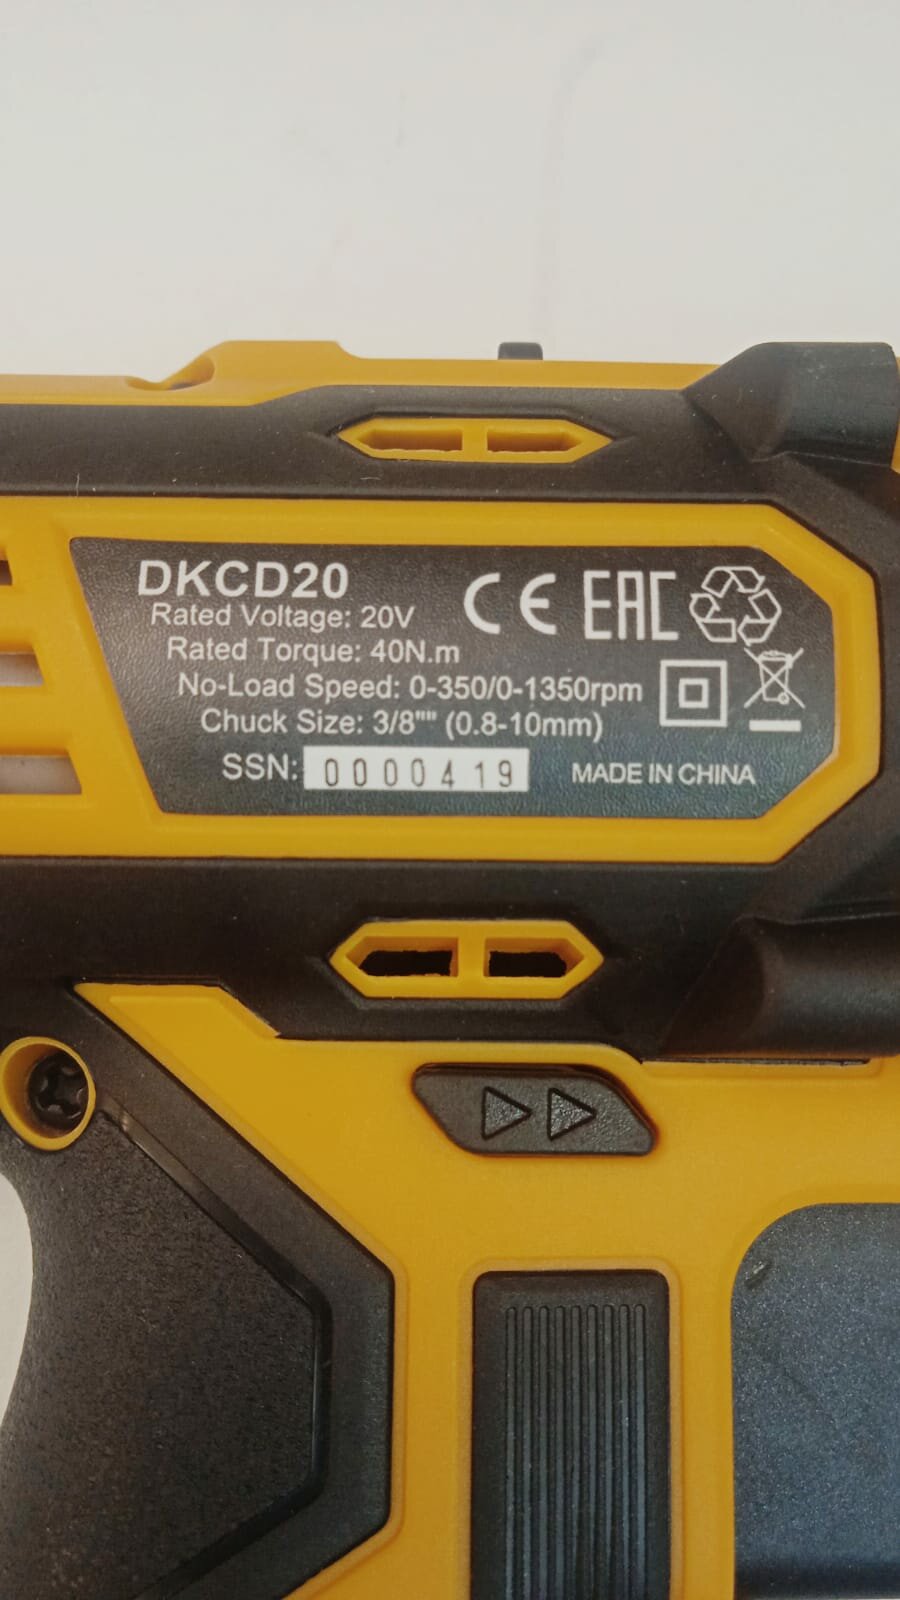 DKCD20
Rated Voltage: 20V
Rated Torque: 40N.m
No-Load Speed: 0-350/0-1350rpm
Chuck Size: 3/8"" (0.8-10mm)
SSN: 0000419
MADE IN CHINA
CE EAC